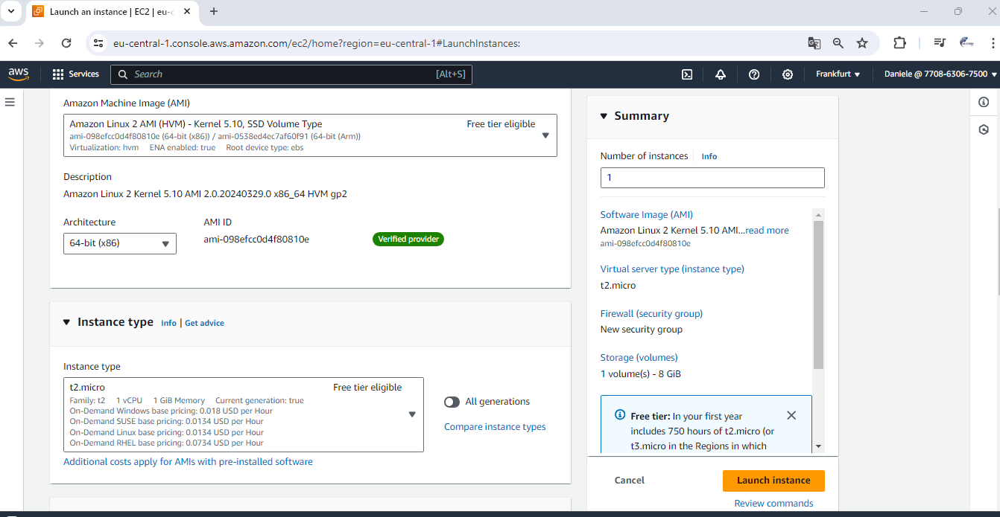 Launch an instance | EC2 | eu-c
eu-central-1.console.aws.amazon.com/ec2/home?region=eu-central-1#LaunchInstances:
aws Services Search [Alt+S] Frankfurt Daniele @ 7708-6306-7500
Amazon Machine Image (AMI)
Amazon Linux 2 AMI (HVM) - Kernel 5.10, SSD Volume Type Free tier eligible
ami-098efcc0d4f80810e (64-bit (x86)) / ami-0538ed4ec7af60f91 (64-bit (Arm))
Virtualization: hvm ENA enabled: true Root device type: ebs
Description
Amazon Linux 2 Kernel 5.10 AMI 2.0.20240329.0 x86_64 HVM gp2
Architecture AMI ID
64-bit (x86) ami-098efcc0d4f80810e Verified provider
Instance type Info | Get advice
Instance type
t2.micro Free tier eligible
Family: t2 1 vCPU 1 GiB Memory Current generation: true
On-Demand Windows base pricing: 0.018 USD per Hour
On-Demand SUSE base pricing: 0.0134 USD per Hour
On-Demand Linux base pricing: 0.0134 USD per Hour
On-Demand RHEL base pricing: 0.0734 USD per Hour
All generations
Compare instance types
Additional costs apply for AMIs with pre-installed software
Summary
Number of instances Info
1
Software Image (AMI)
Amazon Linux 2 Kernel 5.10 AMI...read more
ami-098efcc0d4f80810e
Virtual server type (instance type)
t2.micro
Firewall (security group)
New security group
Storage (volumes)
1 volume(s) - 8 GiB
Free tier: In your first year
includes 750 hours of t2.micro (or
t3.micro in the Regions in which
Cancel Launch instance
Review commands